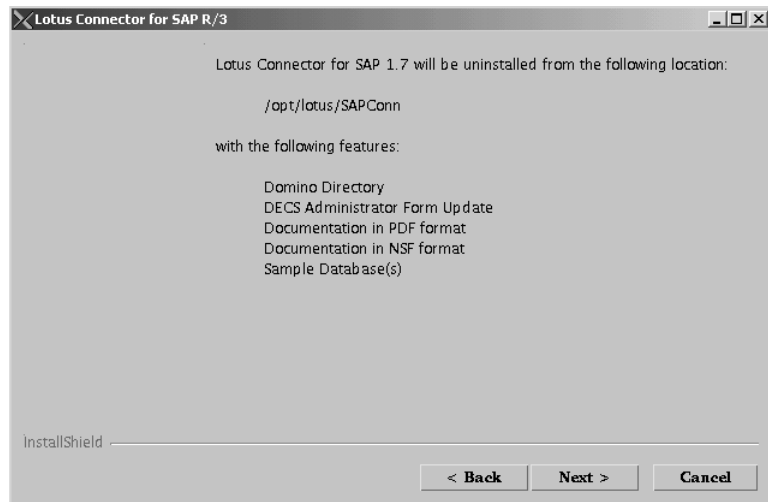 Lotus Connector for SAP R/3
Lotus Connector for SAP 1.7 will be uninstalled from the following location:
/opt/lotus/SAPConn
with the following features:
Domino Directory
DECS Administrator Form Update
Documentation in PDF format
Documentation in NSF format
Sample Database(s)
InstallShield
< Back Next > Cancel